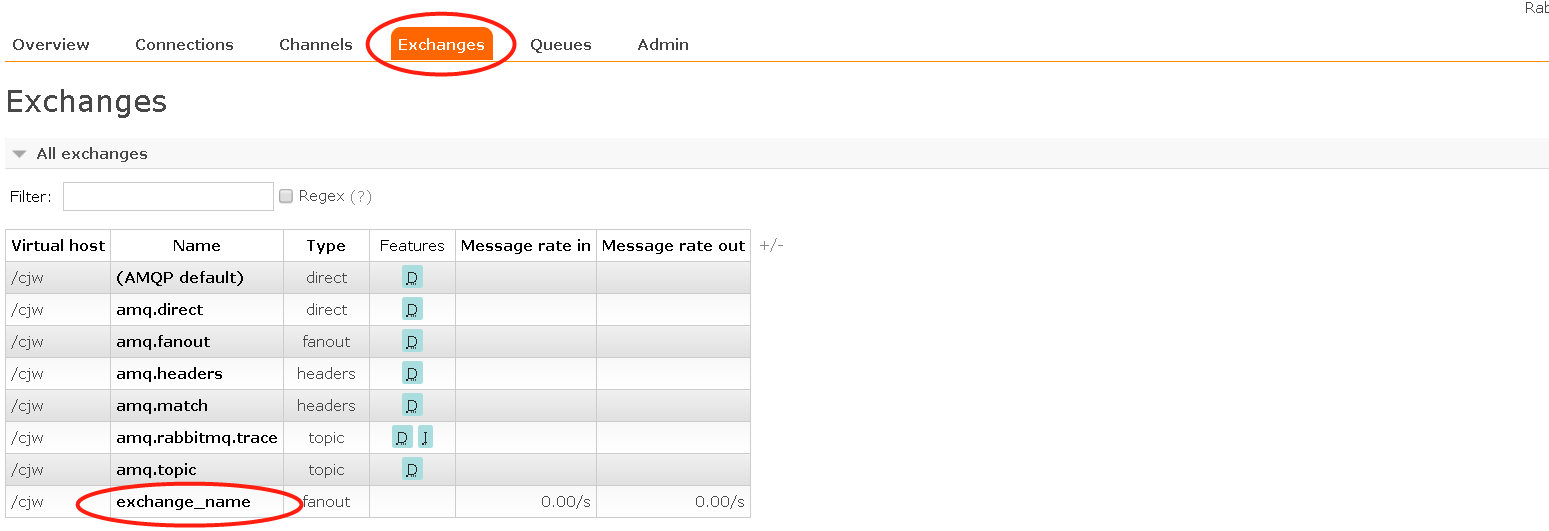 Rab
Overview Connections Channels Exchanges Queues Admin
Exchanges
All exchanges
Filter: Regex (?)
Virtual host Name Type Features Message rate in Message rate out +/-
/cjw (AMQP default) direct D
/cjw amq.direct direct D
/cjw amq.fanout fanout D
/cjw amq.headers headers D
/cjw amq.match headers D
/cjw amq.rabbitmq.trace topic D I
/cjw amq.topic topic D
/cjw exchange_name fanout 0.00/s 0.00/s